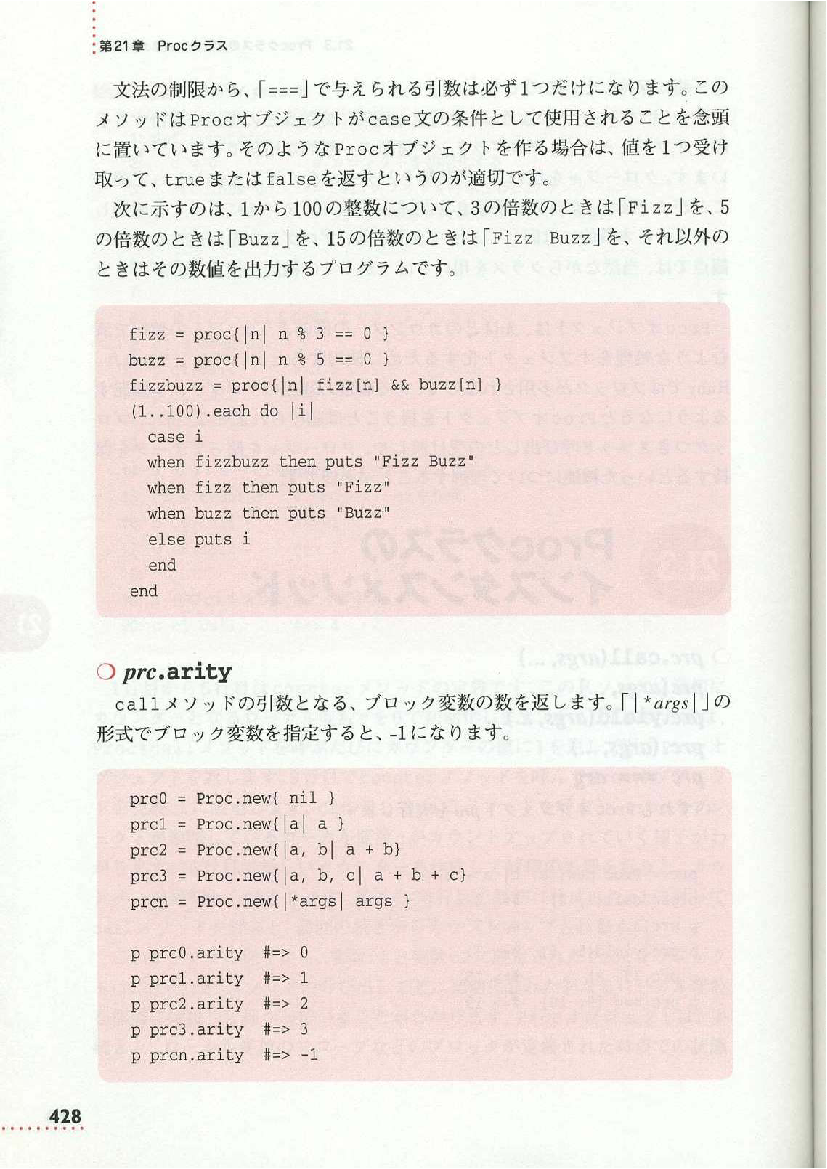 第21章 Procクラス
文法の制限から、「===」で与えられる引数は必ず1つだけになります。この
メソッドはProcオブジェクトがcase文の条件として使用されることを念頭
に置いています。そのようなProcオブジェクトを作る場合は、値を1つ受け
取って、trueまたはfalseを返すというのが適切です。
次に示すのは、1から100の整数について、3の倍数のときは「Fizz」を、5
の倍数のときは「Buzz」を、15の倍数のときは「Fizz Buzz」を、それ以外の
ときはその数値を出力するプログラムです。
fizz = proc{|n| n % 3 == 0 }
buzz = proc{|n| n % 5 == 0 }
fizzbuzz = proc{|n| fizz[n] && buzz[n] }
(1..100).each do |i|
case i
when fizzbuzz then puts "Fizz Buzz"
when fizz then puts "Fizz"
when buzz then puts "Buzz"
else puts i
end
end
○ prc.arity
callメソッドの引数となる、ブロック変数の数を返します。「|*args|」の
形式でブロック変数を指定すると、-1になります。
prc0 = Proc.new{ nil }
prc1 = Proc.new{|a| a }
prc2 = Proc.new{|a, b| a + b}
prc3 = Proc.new{|a, b, c| a + b + c}
prcn = Proc.new{|*args| args }
p prc0.arity #=> 0
p prc1.arity #=> 1
p prc2.arity #=> 2
p prc3.arity #=> 3
p prcn.arity #=> -1
428